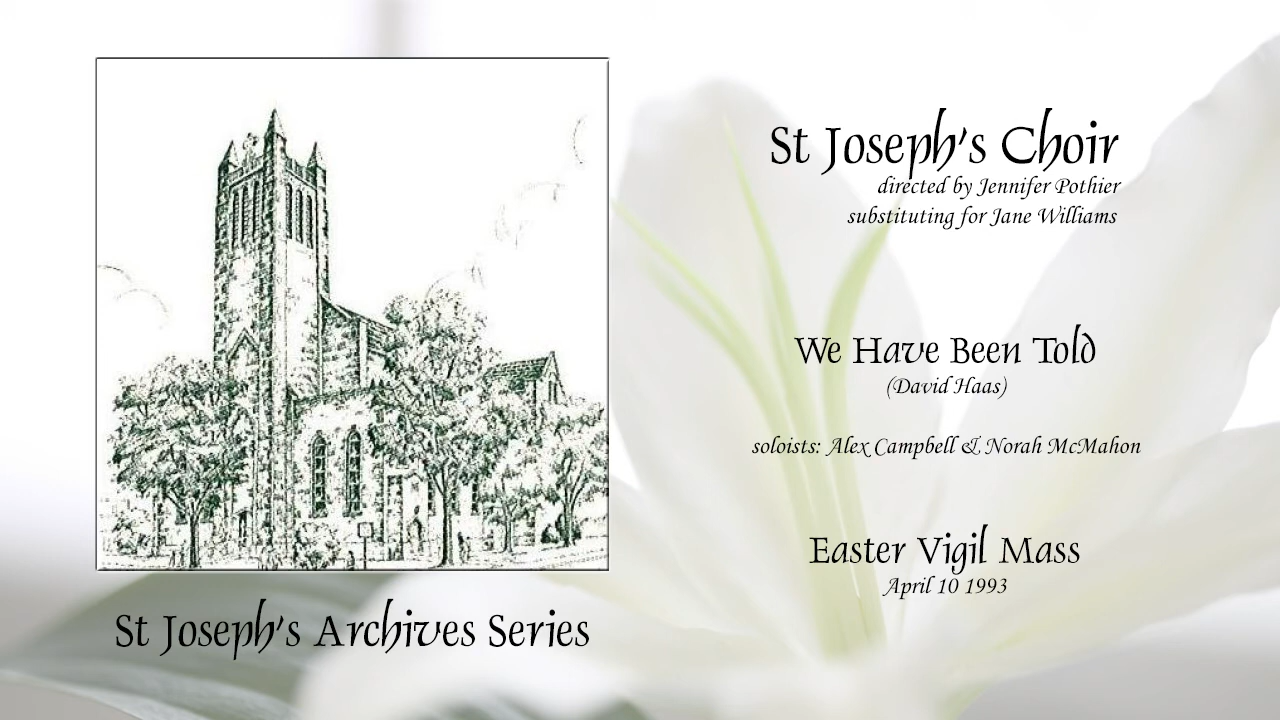 St Joseph's Choir
directed by Jennifer Pothier
substituting for Jane Williams
We Have Been Told
(David Haas)
soloists: Alex Campbell & Norah McMahon
Easter Vigil Mass
April 10 1993
St Joseph's Archives Series